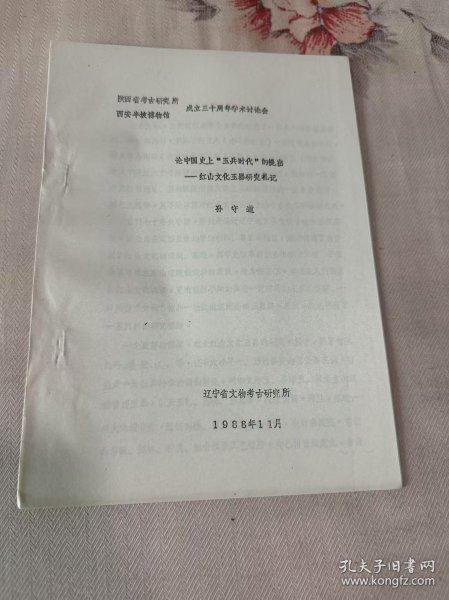 陕西省考古研究所
西安半坡博物馆
成立三十周年学术讨论会
论中国史上“玉兵时代”的提出
——红山文化玉器研究札记
孙守道
辽宁省文物考古研究所
1988年11月
孔夫子旧书网
www.kongfz.com